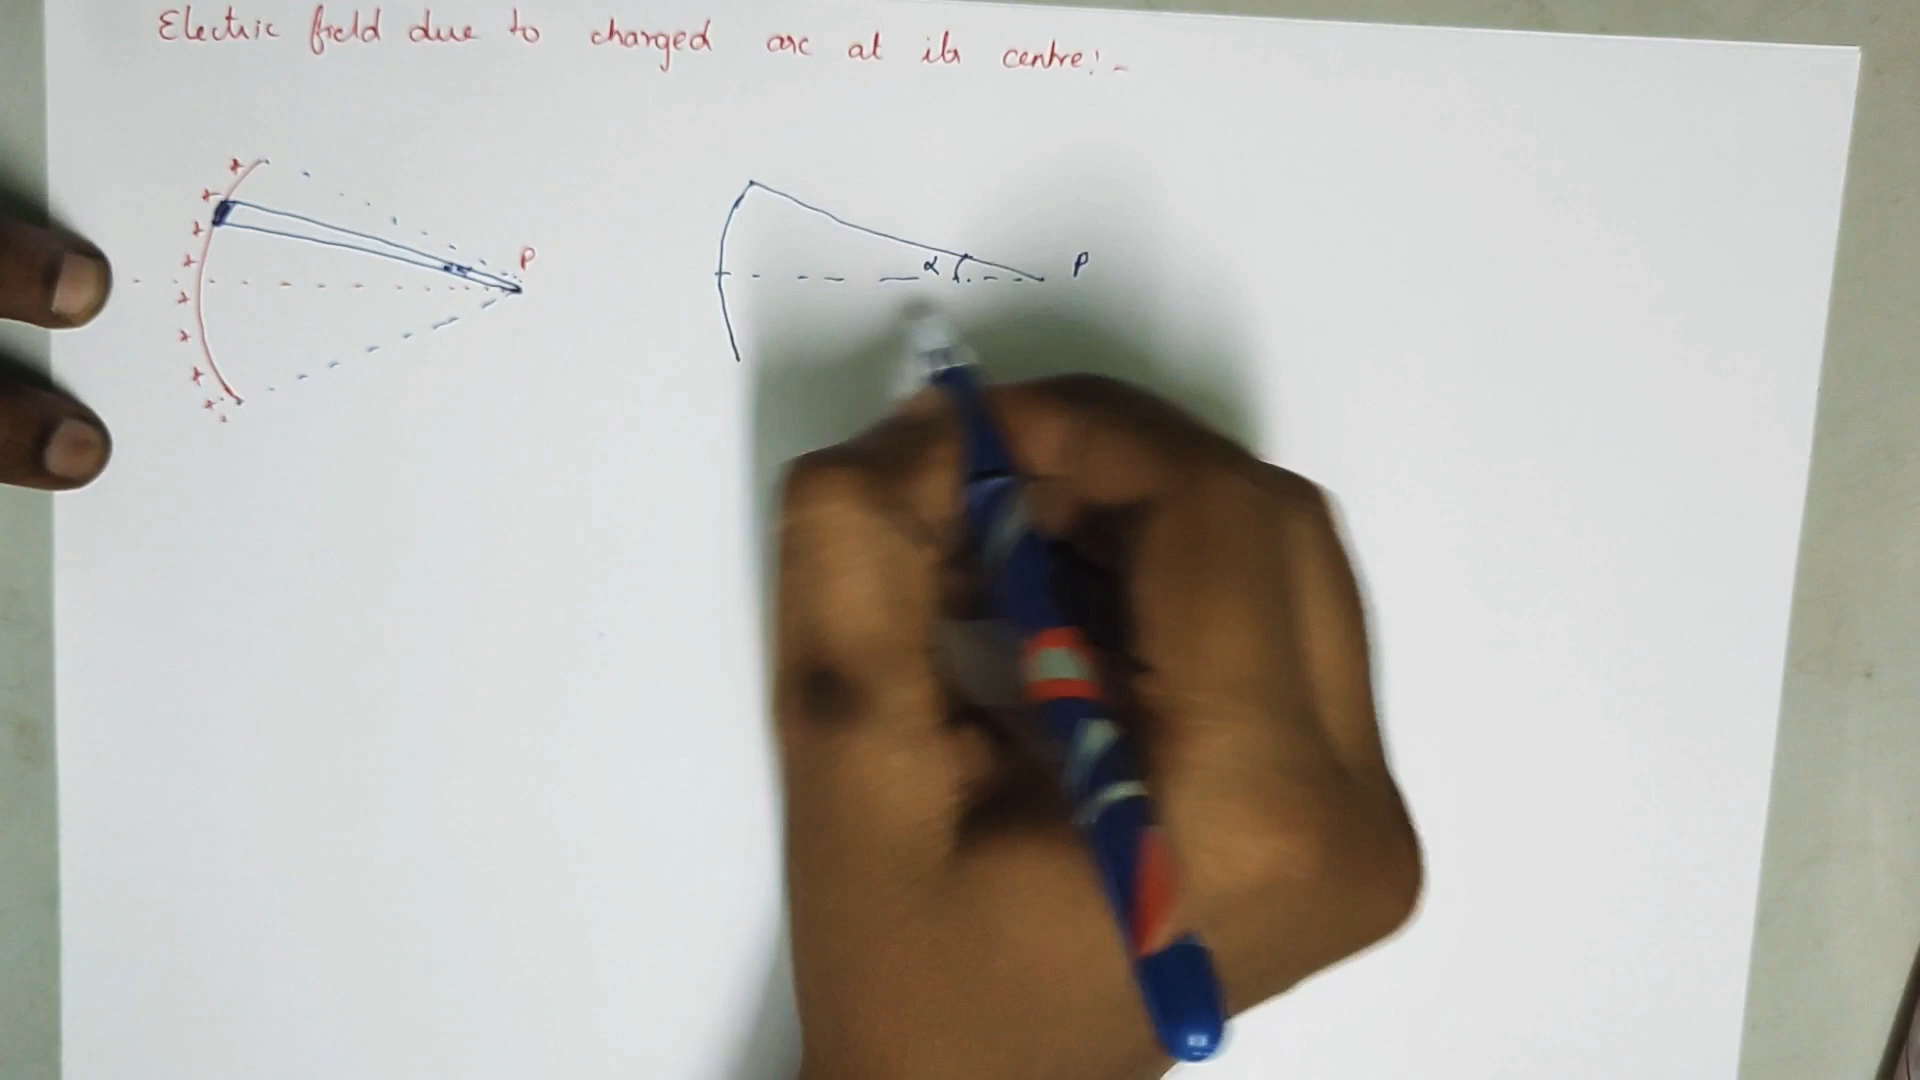 Electric field due to charged arc at its centre:-
P
α P
+ + + + + + + + +